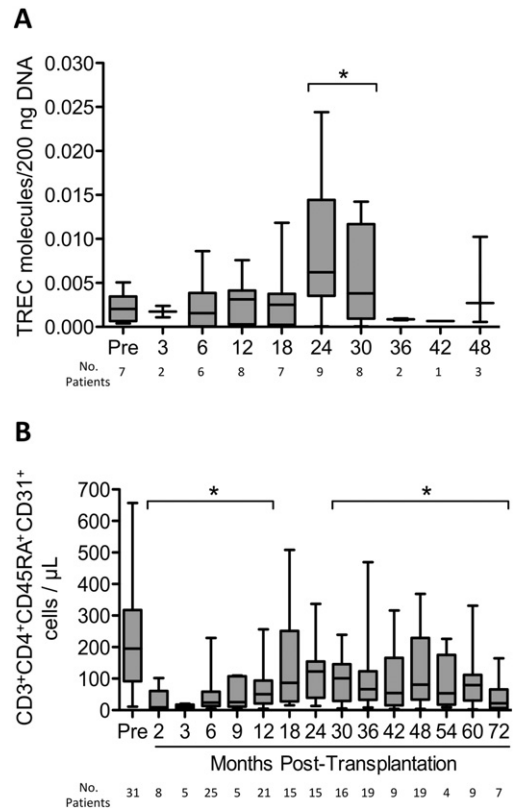 A
TREC molecules/200 ng DNA
0.030
0.025
0.020
0.015
0.010
0.005
0.000
*
Pre 3 6 12 18 24 30 36 42 48
No. Patients 7 2 6 8 7 9 8 2 1 3
B
CD3+CD4+CD45RA+CD31+
cells / µL
700
600
500
400
300
200
100
0
* *
Pre 2 3 6 9 12 18 24 30 36 42 48 54 60 72
Months Post-Transplantation
No. Patients 31 8 5 25 5 21 15 15 16 19 9 19 4 9 7